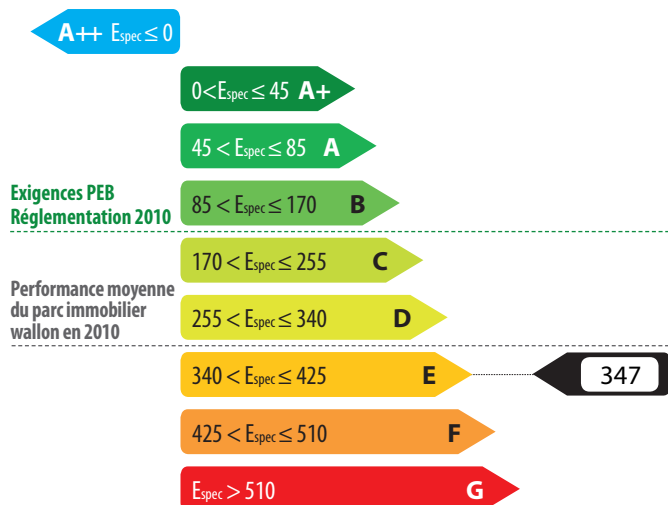 A++ Espec ≤ 0
0<Espec ≤ 45 A+
45 < Espec ≤ 85 A
Exigences PEB
Réglementation 2010
85 < Espec ≤ 170 B
170 < Espec ≤ 255 C
Performance moyenne
du parc immobilier
wallon en 2010
255 < Espec ≤ 340 D
340 < Espec ≤ 425 E
347
425 < Espec ≤ 510 F
Espec > 510 G